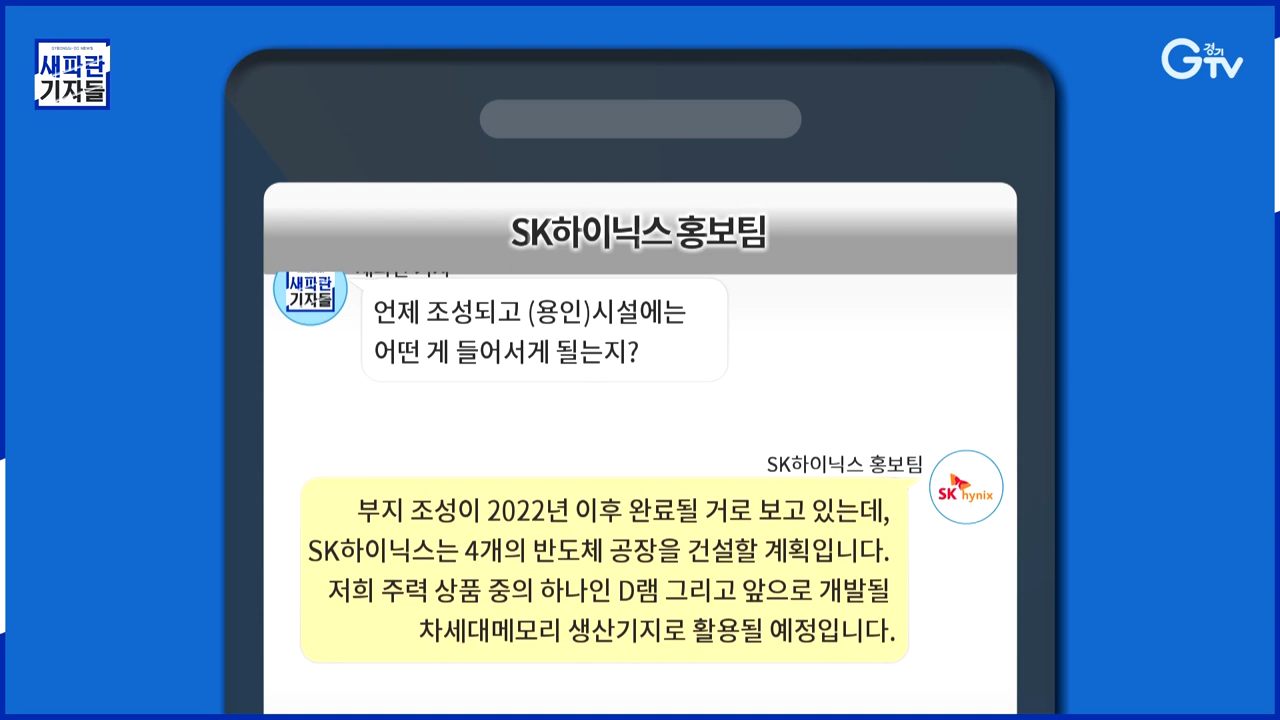 GYEONGGI-DO NEWS
새파란
기자들
경기
GTV
SK하이닉스 홍보팀
새파란
기자들
언제 조성되고 (용인)시설에는
어떤 게 들어서게 될는지?
SK하이닉스 홍보팀
SK hynix
부지 조성이 2022년 이후 완료될 거로 보고 있는데,
SK하이닉스는 4개의 반도체 공장을 건설할 계획입니다.
저희 주력 상품 중의 하나인 D램 그리고 앞으로 개발될
차세대메모리 생산기지로 활용될 예정입니다.